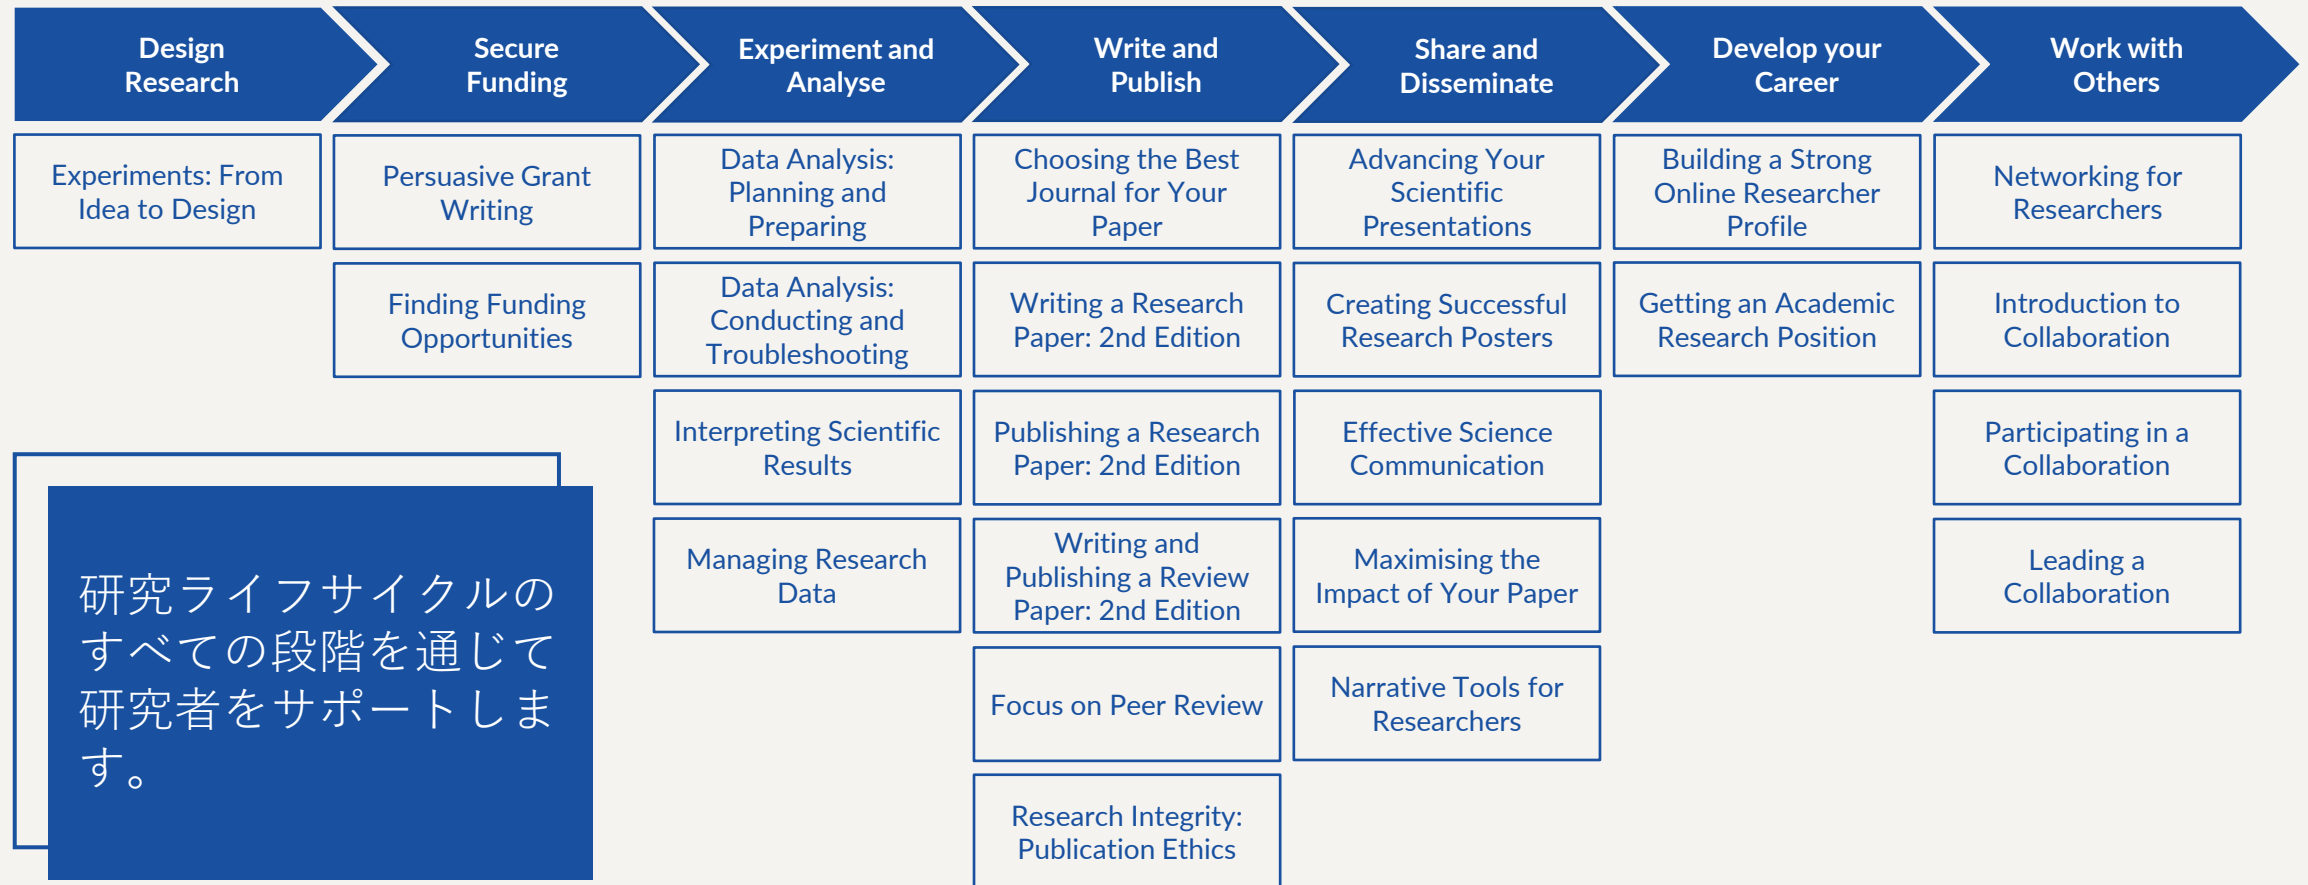 Design
Research
Secure
Funding
Experiment and
Analyse
Write and
Publish
Share and
Disseminate
Develop your
Career
Work with
Others
Experiments: From
Idea to Design
Persuasive Grant
Writing
Finding Funding
Opportunities
Data Analysis:
Planning and
Preparing
Data Analysis:
Conducting and
Troubleshooting
Interpreting Scientific
Results
Managing Research
Data
Choosing the Best
Journal for Your
Paper
Writing a Research
Paper: 2nd Edition
Publishing a Research
Paper: 2nd Edition
Writing and
Publishing a Review
Paper: 2nd Edition
Focus on Peer Review
Research Integrity:
Publication Ethics
Advancing Your
Scientific
Presentations
Creating Successful
Research Posters
Effective Science
Communication
Maximising the
Impact of Your Paper
Narrative Tools for
Researchers
Building a Strong
Online Researcher
Profile
Getting an Academic
Research Position
Networking for
Researchers
Introduction to
Collaboration
Participating in a
Collaboration
Leading a
Collaboration
研究ライフサイクルの
すべての段階を通じて
研究者をサポートしま
す。